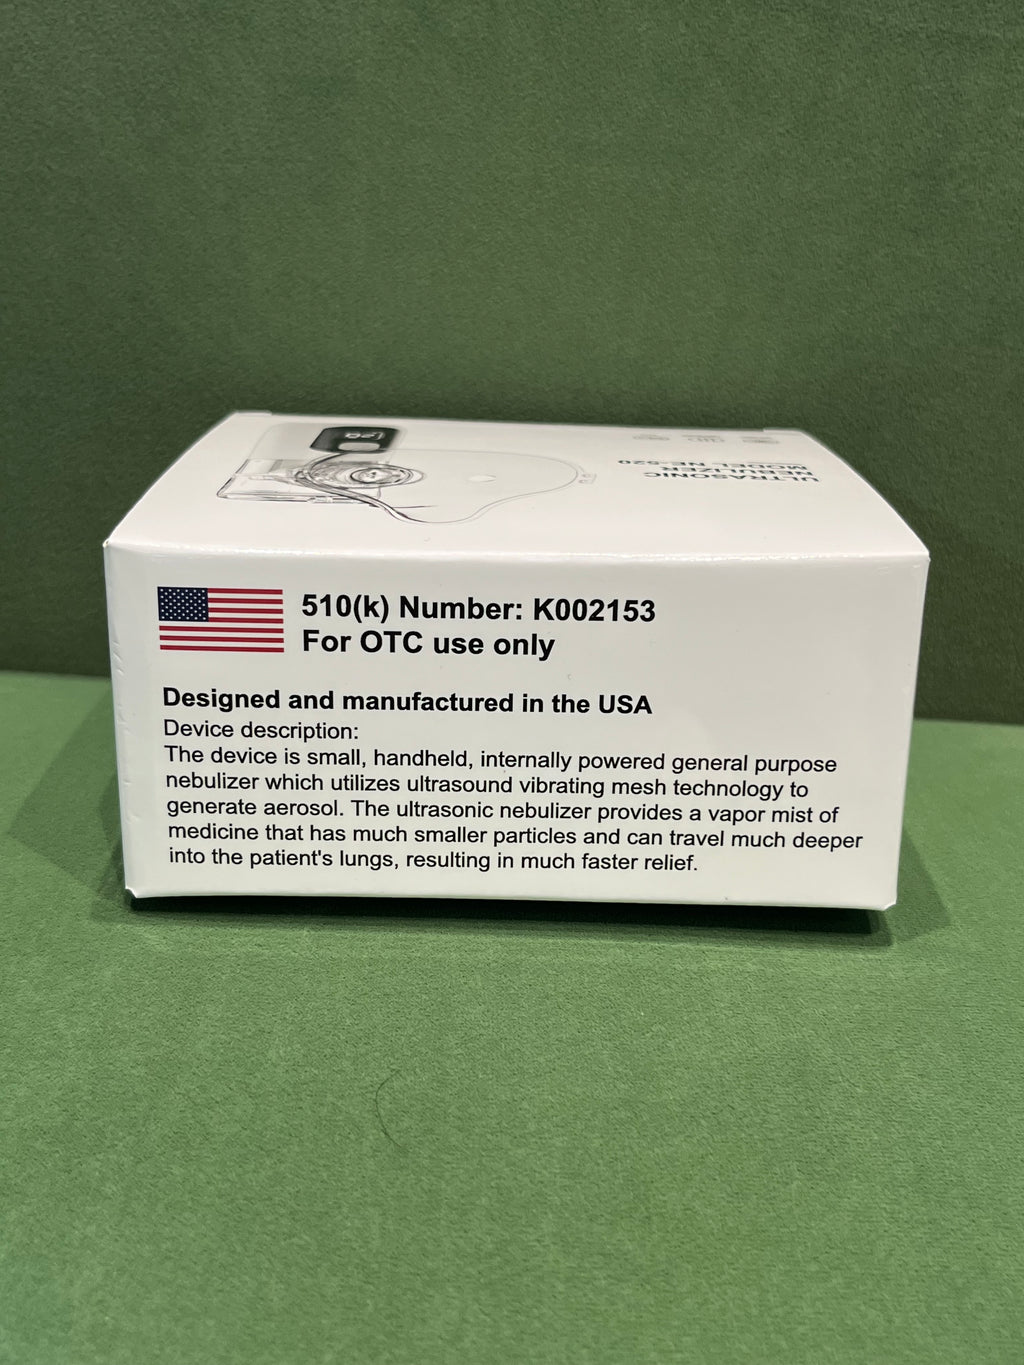 ULTRASONIC
NEBULIZER
MODEL NE-520
510(k) Number: K002153
For OTC use only
Designed and manufactured in the USA
Device description:
The device is small, handheld, internally powered general purpose
nebulizer which utilizes ultrasound vibrating mesh technology to
generate aerosol. The ultrasonic nebulizer provides a vapor mist of
medicine that has much smaller particles and can travel much deeper
into the patient's lungs, resulting in much faster relief.